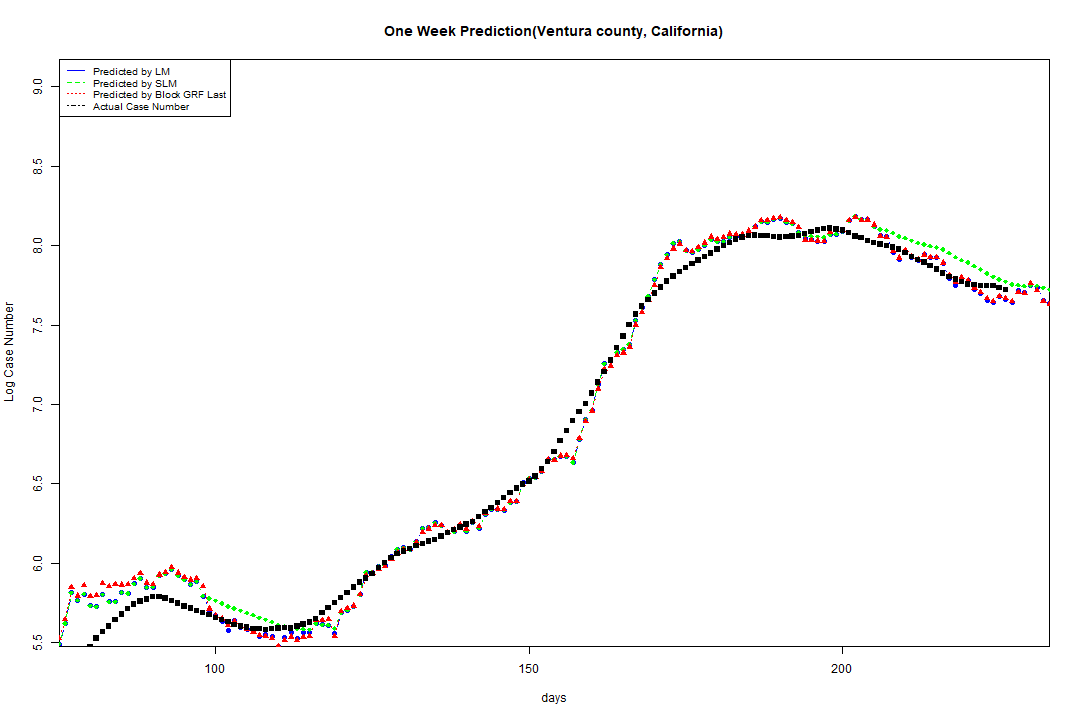 One Week Prediction(Ventura county, California)
Predicted by LM
Predicted by SLM
Predicted by Block GRF Last
Actual Case Number
9.0
8.5
8.0
7.5
7.0
6.5
6.0
5.5
Log Case Number
100
150
200
days